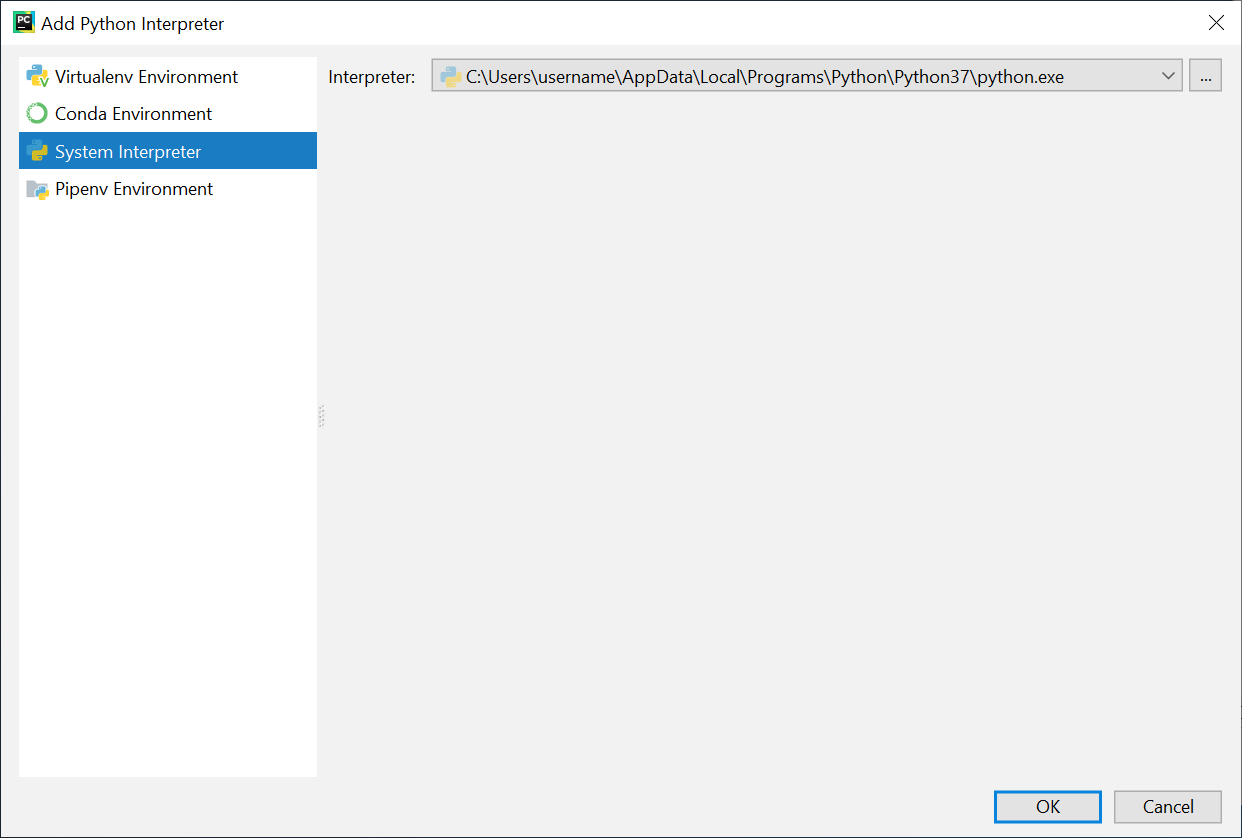 PC
Add Python Interpreter
Virtualenv Environment
Conda Environment
System Interpreter
Pipenv Environment
Interpreter:
C:\Users\username\AppData\Local\Programs\Python\Python37\python.exe
...
OK
Cancel